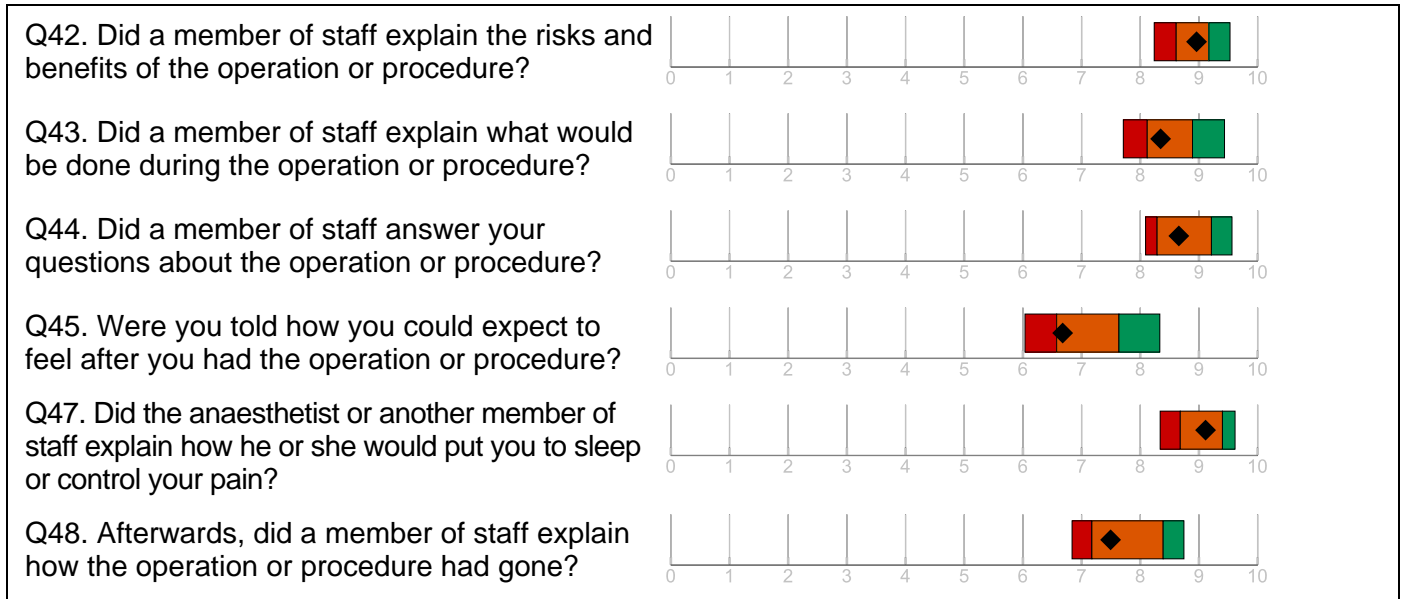 Q42. Did a member of staff explain the risks and
benefits of the operation or procedure?
0 1 2 3 4 5 6 7 8 9 10
Q43. Did a member of staff explain what would
be done during the operation or procedure?
0 1 2 3 4 5 6 7 8 9 10
Q44. Did a member of staff answer your
questions about the operation or procedure?
0 1 2 3 4 5 6 7 8 9 10
Q45. Were you told how you could expect to
feel after you had the operation or procedure?
0 1 2 3 4 5 6 7 8 9 10
Q47. Did the anaesthetist or another member of
staff explain how he or she would put you to sleep
or control your pain?
0 1 2 3 4 5 6 7 8 9 10
Q48. Afterwards, did a member of staff explain
how the operation or procedure had gone?
0 1 2 3 4 5 6 7 8 9 10